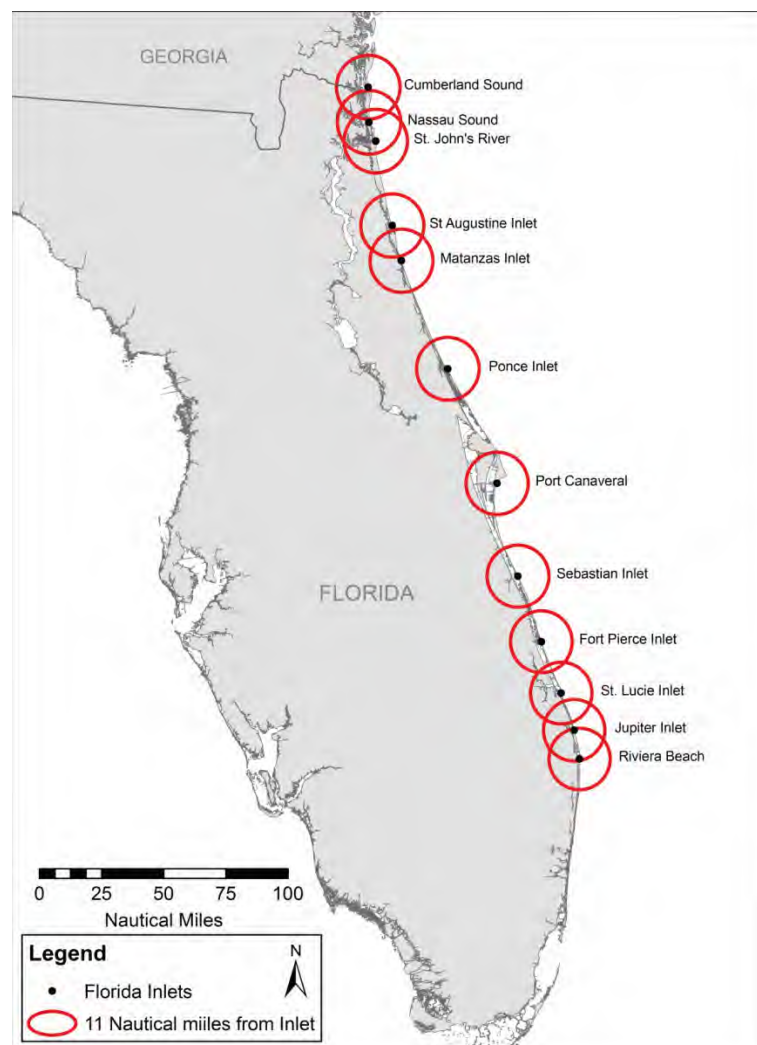 GEORGIA
Cumberland Sound
Nassau Sound
St. John's River
St Augustine Inlet
Matanzas Inlet
Ponce Inlet
Port Canaveral
Sebastian Inlet
FLORIDA
Fort Pierce Inlet
St. Lucie Inlet
Jupiter Inlet
Riviera Beach
0 25 50 75 100
Nautical Miles
Legend
N
Florida Inlets
11 Nautical miiles from Inlet